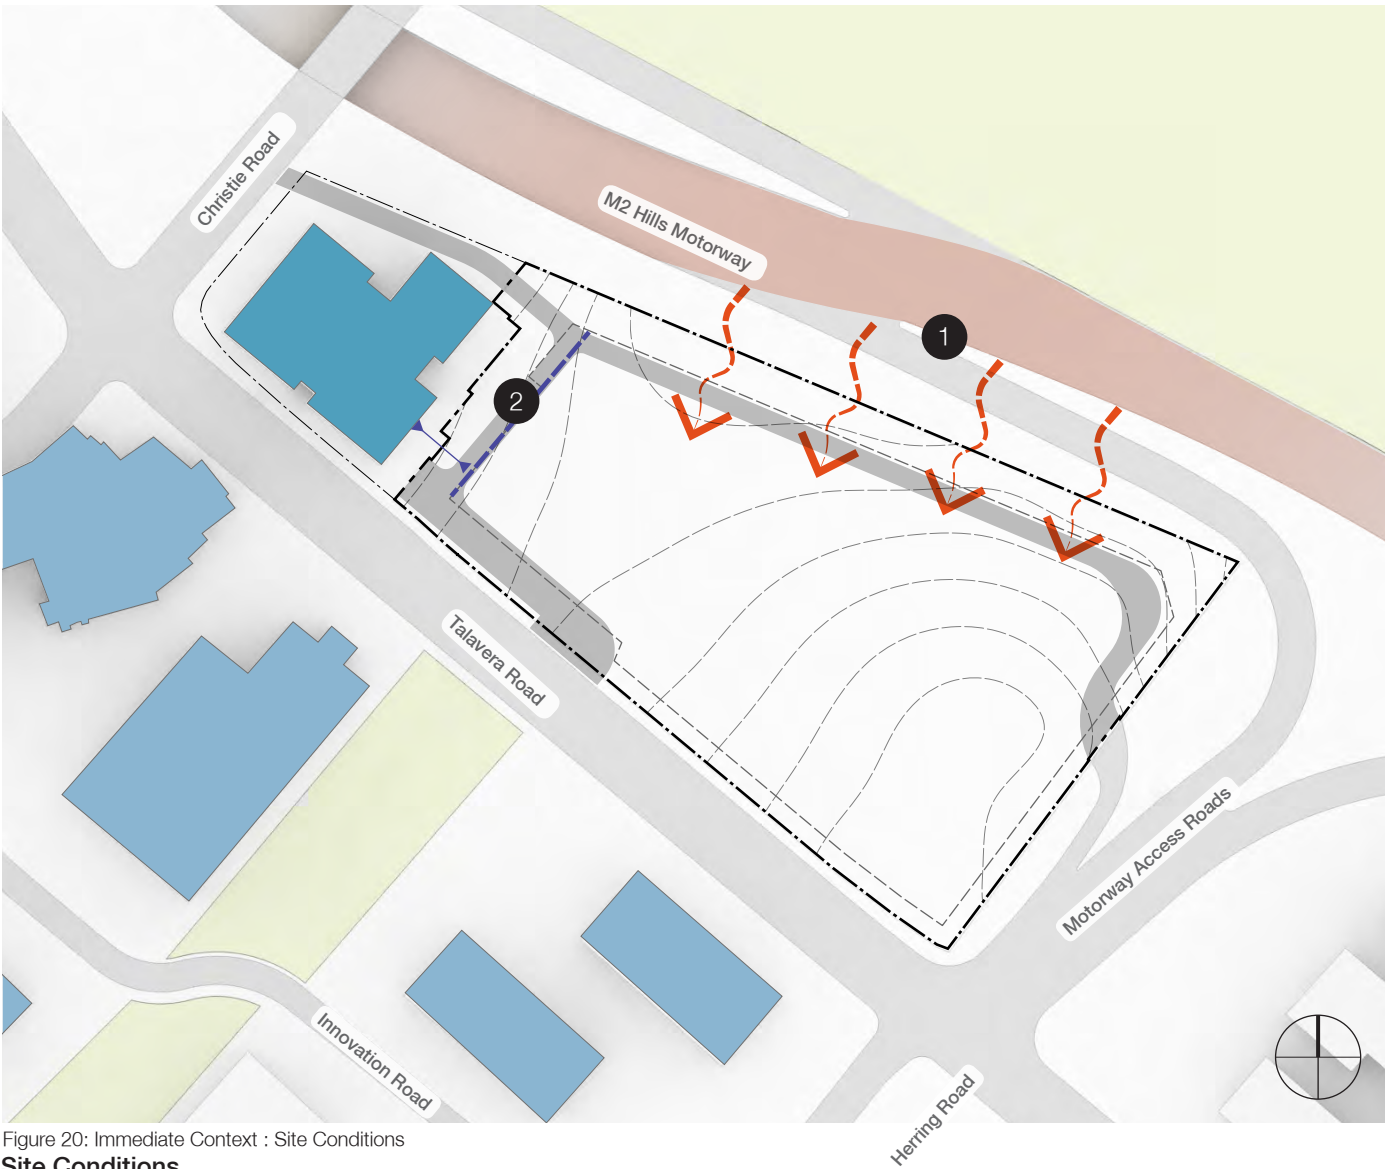 Christie Road
M2 Hills Motorway
1
2
Talavera Road
Motorway Access Roads
Innovation Road
Herring Road
Figure 20: Immediate Context : Site Conditions
Site Conditions